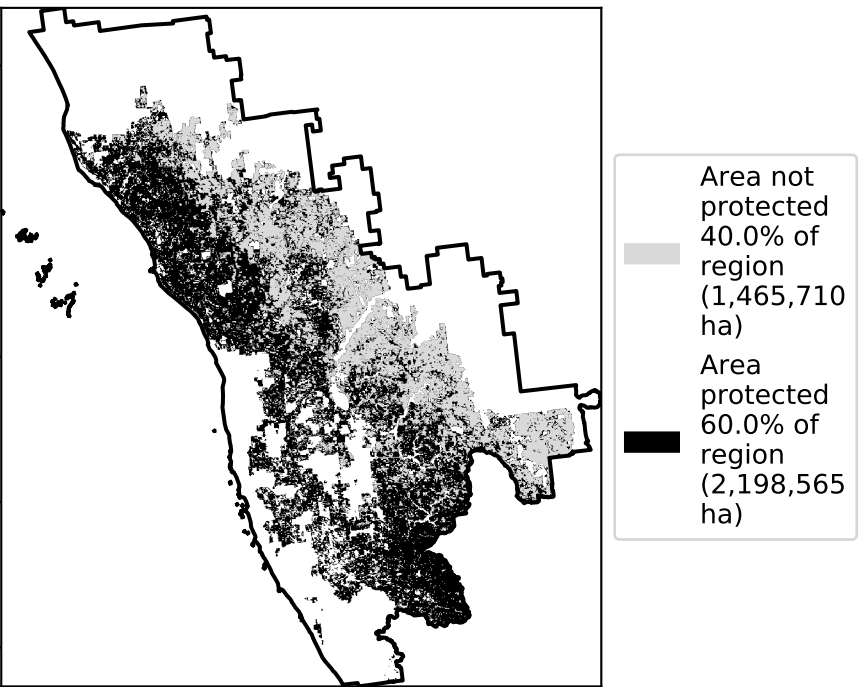 Area not
protected
40.0% of
region
(1,465,710
ha)
Area
protected
60.0% of
region
(2,198,565
ha)